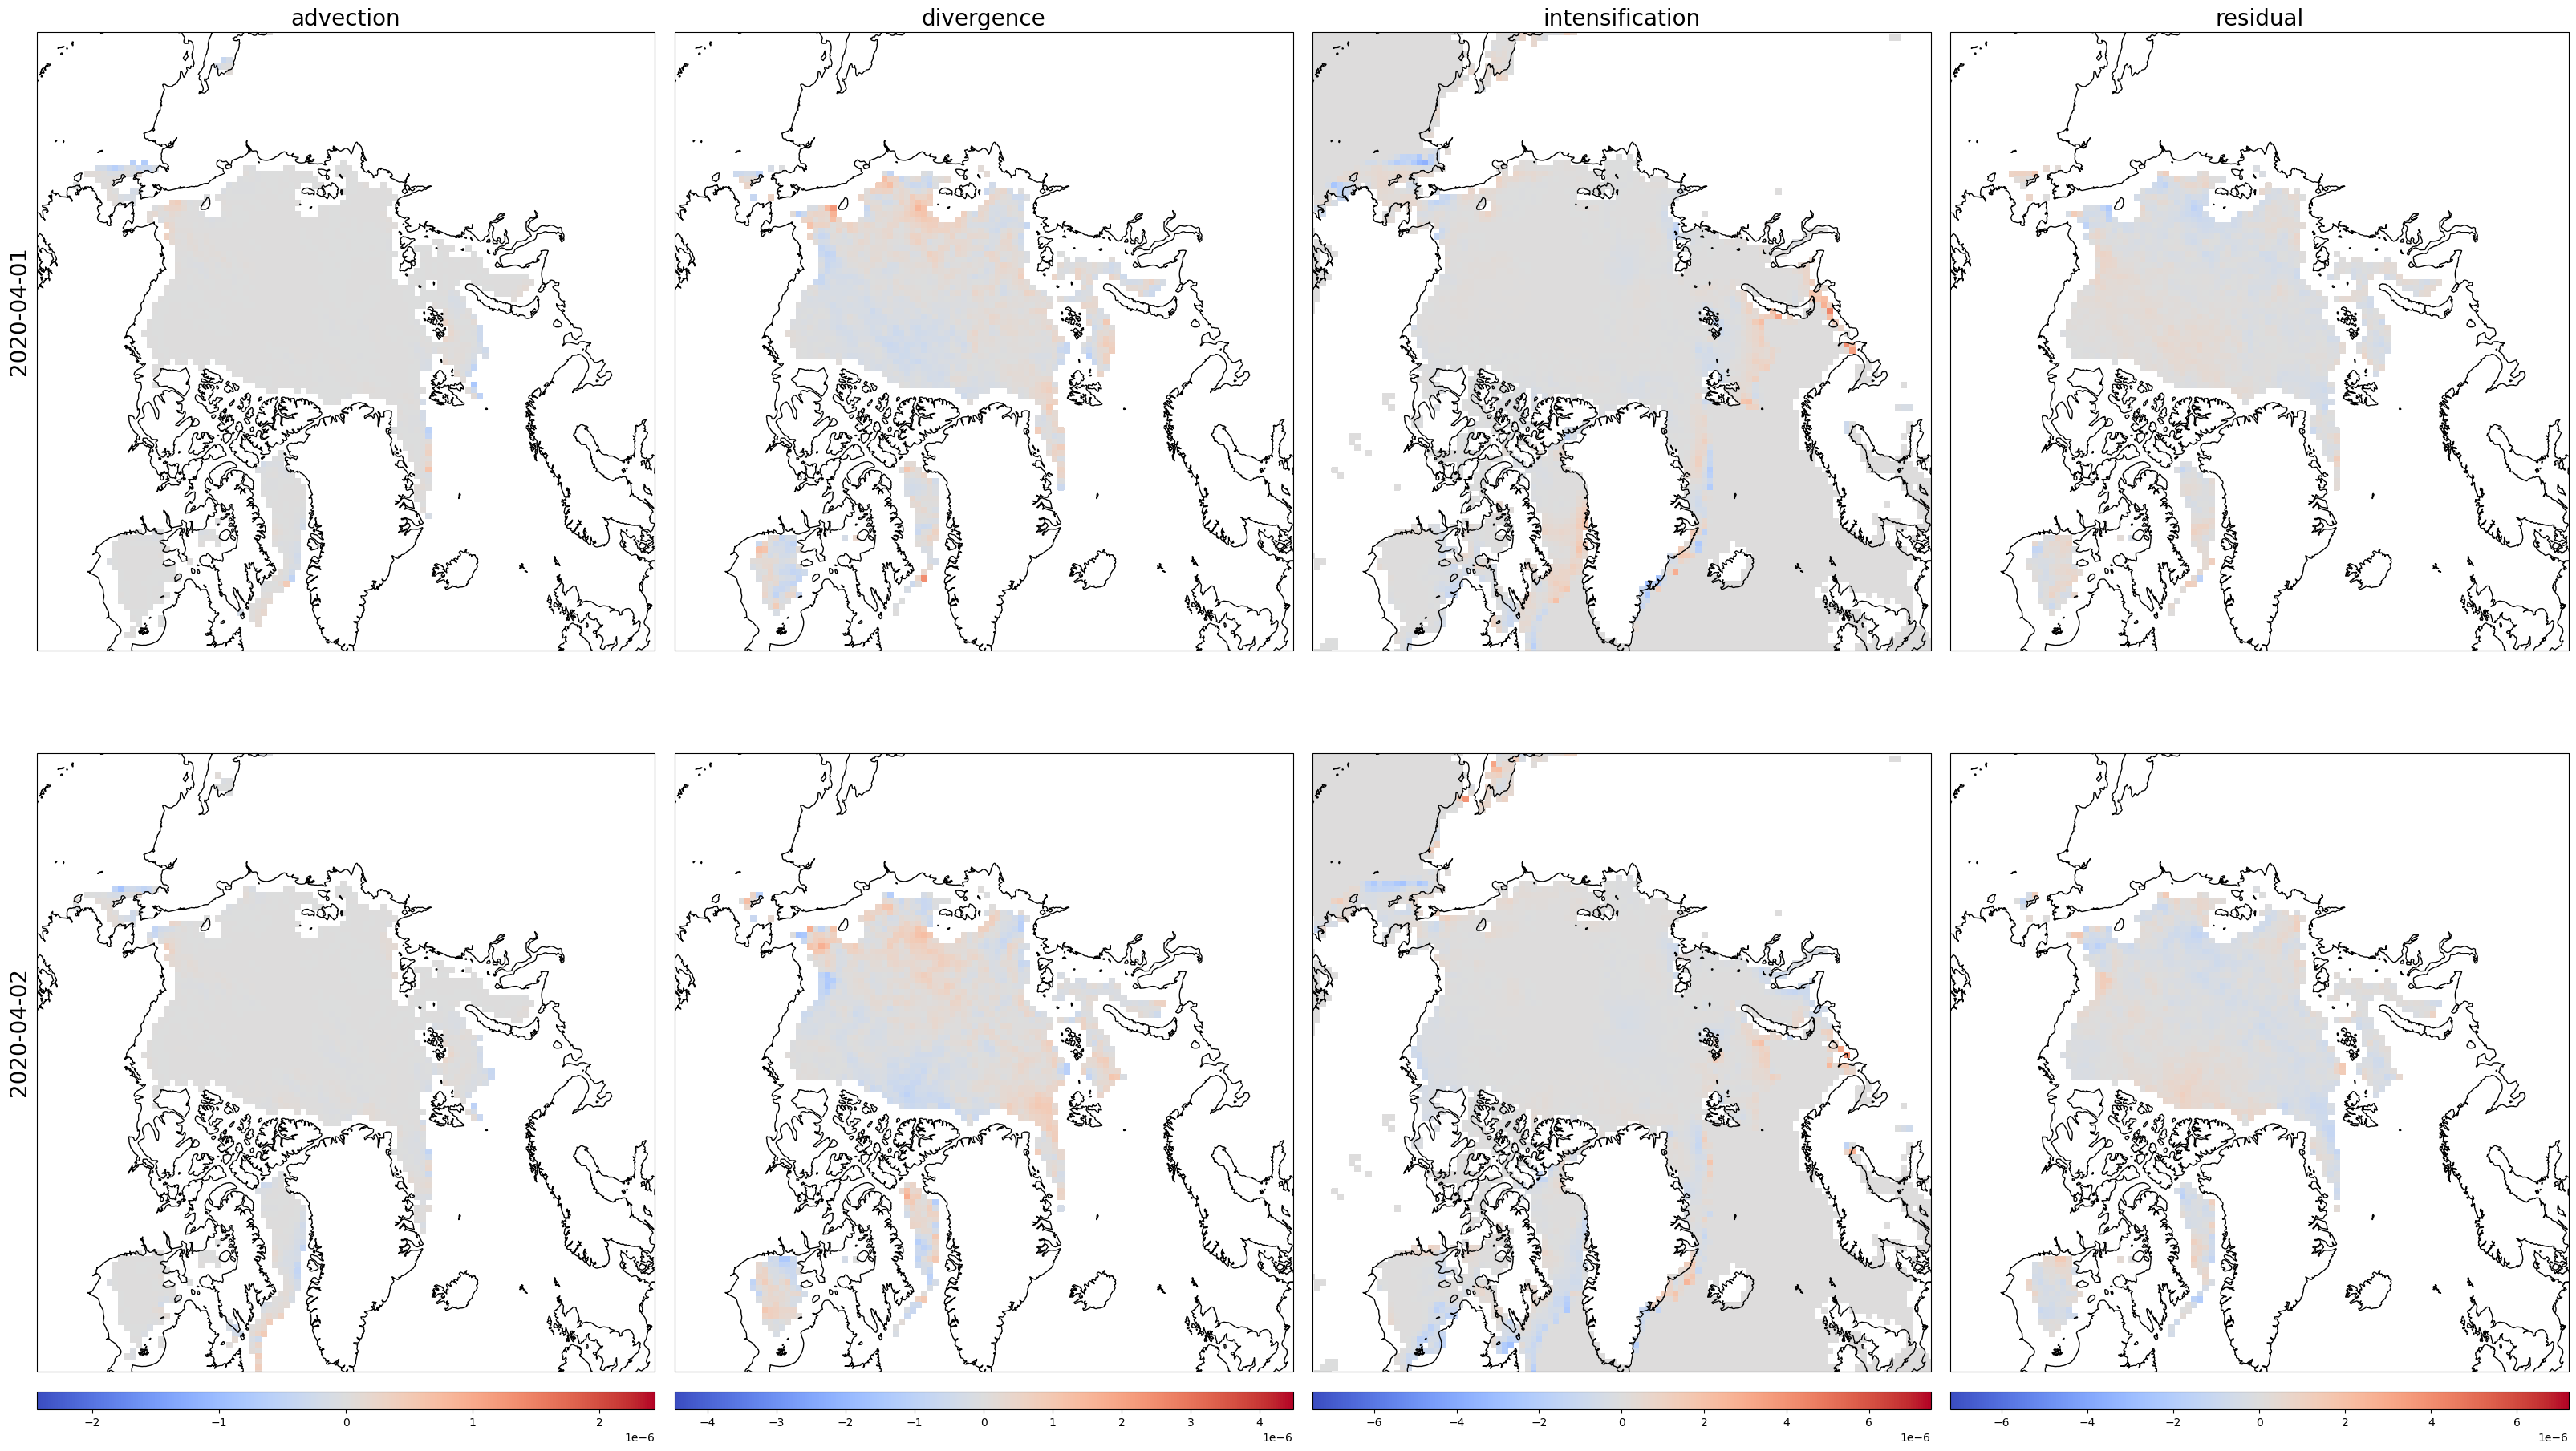 advection divergence intensification residual
2020-04-01
2020-04-02
−2 −1 0 1 2 −4 −3 −2 −1 0 1 2 3 4 −6 −4 −2 0 2 4 6 −6 −4 −2 0 2 4 6
1e−6 1e−6 1e−6 1e−6